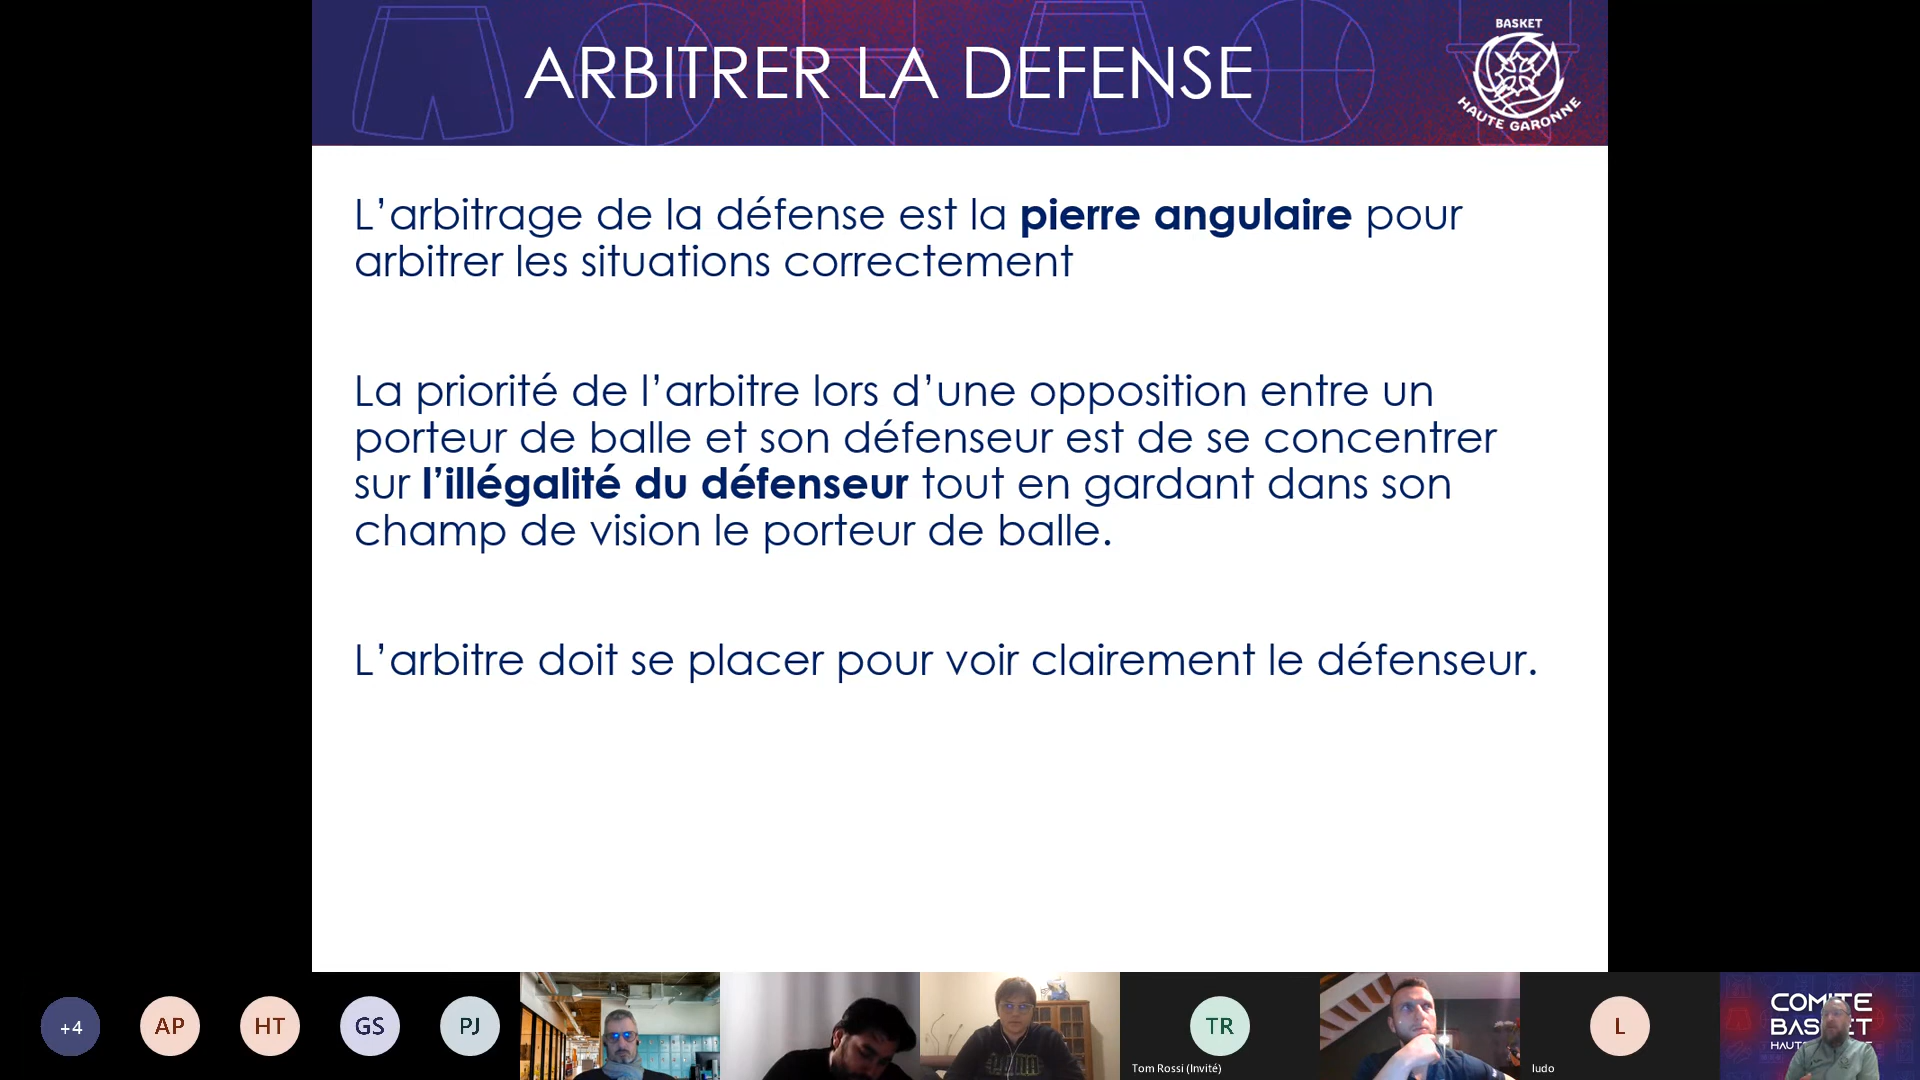 ARBITRER LA DEFENSE
BASKET
HAUTE GARONNE
L’arbitrage de la défense est la pierre angulaire pour
arbitrer les situations correctement
La priorité de l’arbitre lors d’une opposition entre un
porteur de balle et son défenseur est de se concentrer
sur l’illégalité du défenseur tout en gardant dans son
champ de vision le porteur de balle.
L’arbitre doit se placer pour voir clairement le défenseur.
+4
AP
HT
GS
PJ
TR
Tom Rossi (Invité)
L
ludo
COMITE